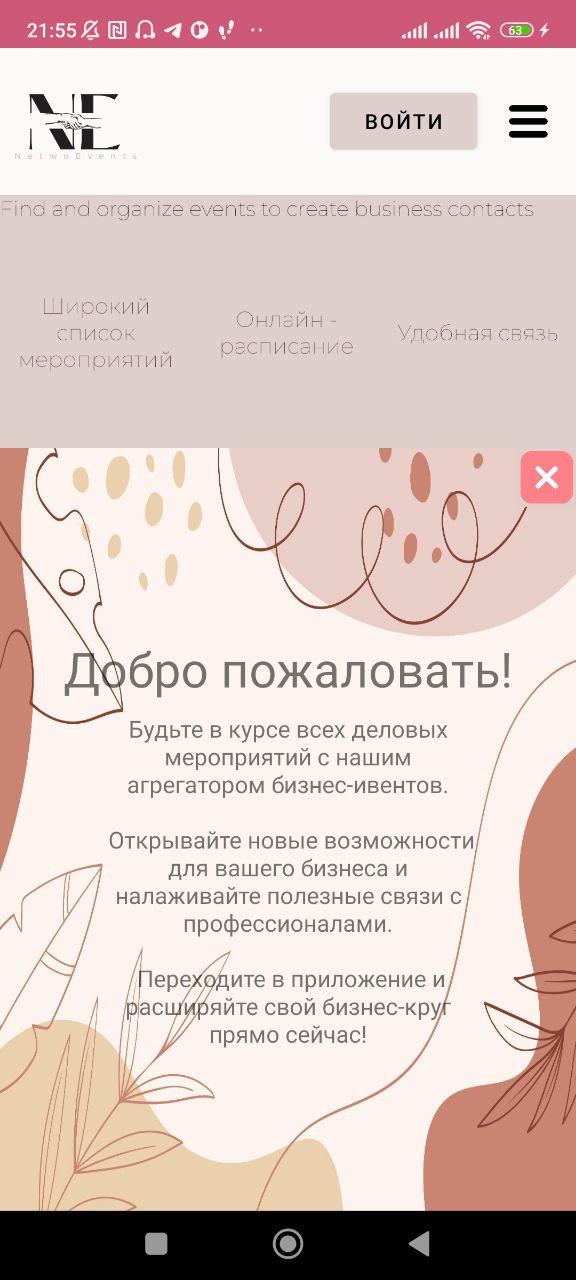 21:55
63
NE
NetwoEvents
ВОЙТИ
Find and organize events to create business contacts
Широкий
список
мероприятий
Онлайн -
расписание
Удобная связь
Добро пожаловать!
Будьте в курсе всех деловых
мероприятий с нашим
агрегатором бизнес-ивентов.
Открывайте новые возможности
для вашего бизнеса и
налаживайте полезные связи с
профессионалами.
Переходите в приложение и
расширяйте свой бизнес-круг
прямо сейчас!